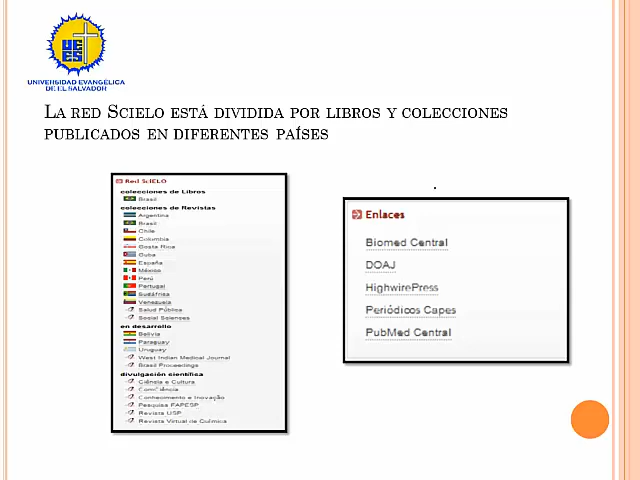 UE
ES
UNIVERSIDAD EVANGÉLICA
DE EL SALVADOR
LA RED SCIELO ESTÁ DIVIDIDA POR LIBROS Y COLECCIONES
PUBLICADOS EN DIFERENTES PAÍSES
Red SciELO
colecciones de Libros
Brasil
colecciones de Revistas
Argentina
Brasil
Chile
Colombia
Costa Rica
Cuba
España
México
Perú
Portugal
Sudáfrica
Venezuela
Salud Pública
Social Sciences
en desarrollo
Bolivia
Paraguay
Uruguay
West Indian Medical Journal
Brasil Proceedings
divulgación científica
Ciência e Cultura
ComCiência
Conhecimento e Inovação
Pesquisa FAPESP
Revista USP
Revista Virtual de Química
Enlaces
Biomed Central
DOAJ
HighwirePress
Periódicos Capes
PubMed Central